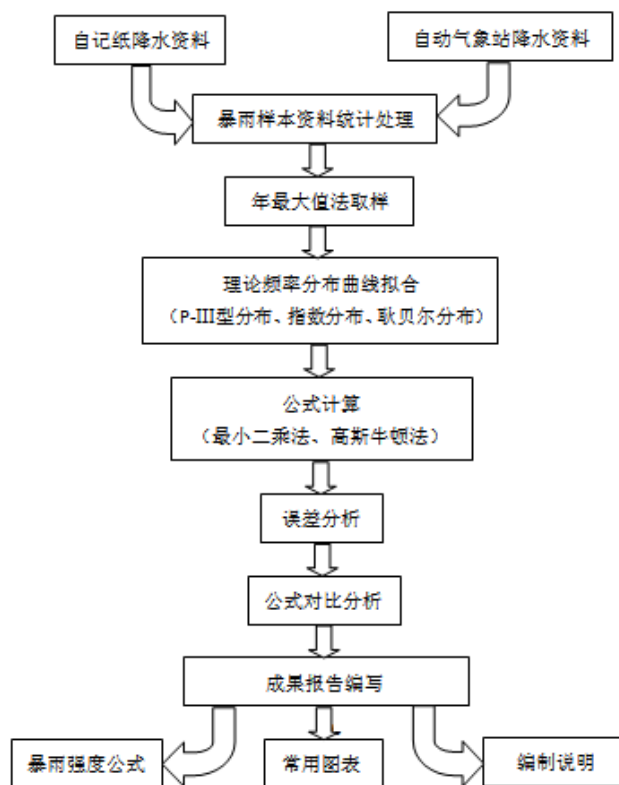 自记纸降水资料
自动气象站降水资料
暴雨样本资料统计处理
年最大值法取样
理论频率分布曲线拟合
（P-III型分布、指数分布、耿贝尔分布）
公式计算
（最小二乘法、高斯牛顿法）
误差分析
公式对比分析
成果报告编写
暴雨强度公式
常用图表
编制说明